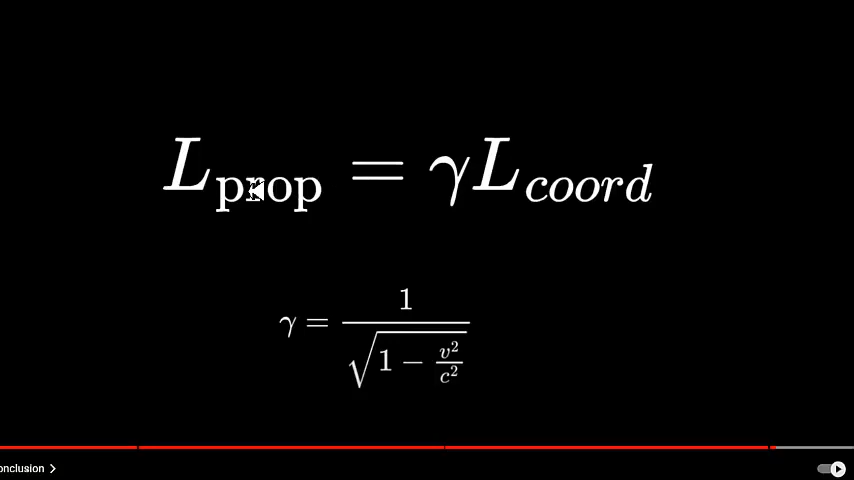 L_prop = γL_coord
γ = 1 / √(1 − v²/c²)
onclusion